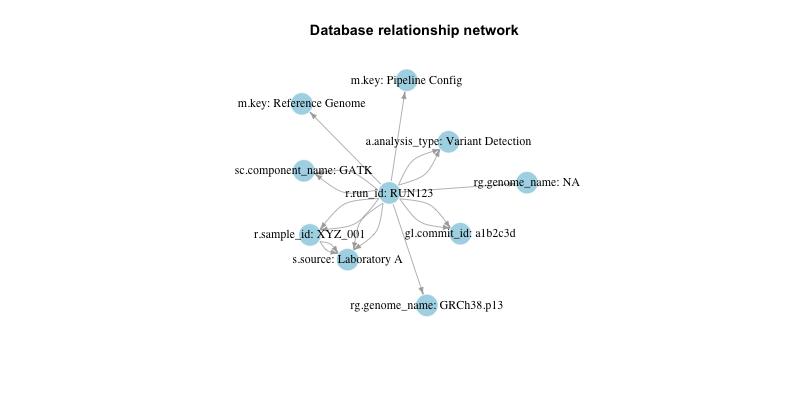 Database relationship network
m.key: Pipeline Config
m.key: Reference Genome
a.analysis_type: Variant Detection
sc.component_name: GATK
rg.genome_name: NA
r.run_id: RUN123
r.sample_id: XYZ_001
gl.commit_id: a1b2c3d
s.source: Laboratory A
rg.genome_name: GRCh38.p13